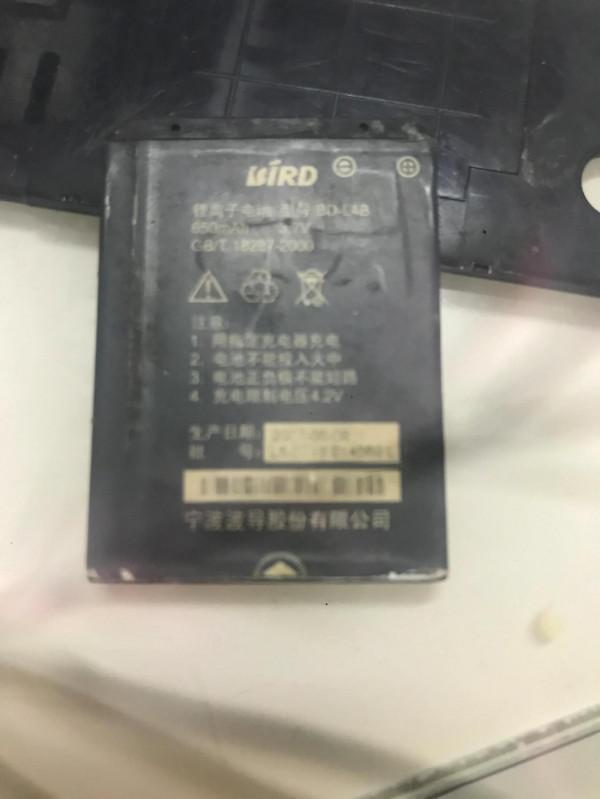 BiRD
锂离子电池 型号 BD-L4B
650mAh 3.7V
GB/T 18287-2000
注意:
1. 用指定充电器充电
2. 电池不能投入火中
3. 电池正负极不能短路
4. 充电限制电压4.2V
生产日期:
批 号:
宁波波导股份有限公司